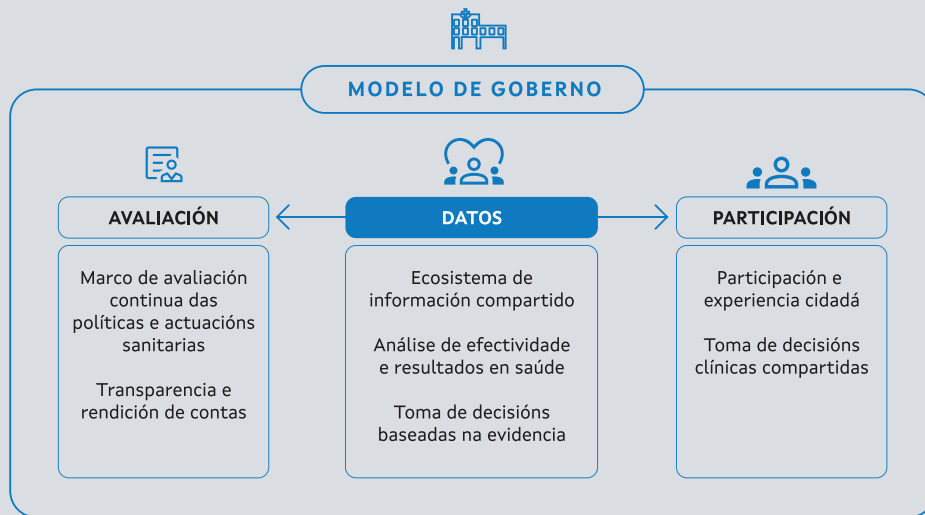 MODELO DE GOBERNO
AVALIACIÓN
Marco de avaliación
continua das
políticas e actuacións
sanitarias
Transparencia e
rendición de contas
DATOS
Ecosistema de
información compartido
Análise de efectividade
e resultados en saúde
Toma de decisións
baseadas na evidencia
PARTICIPACIÓN
Participación e
experiencia cidadá
Toma de decisións
clínicas compartidas